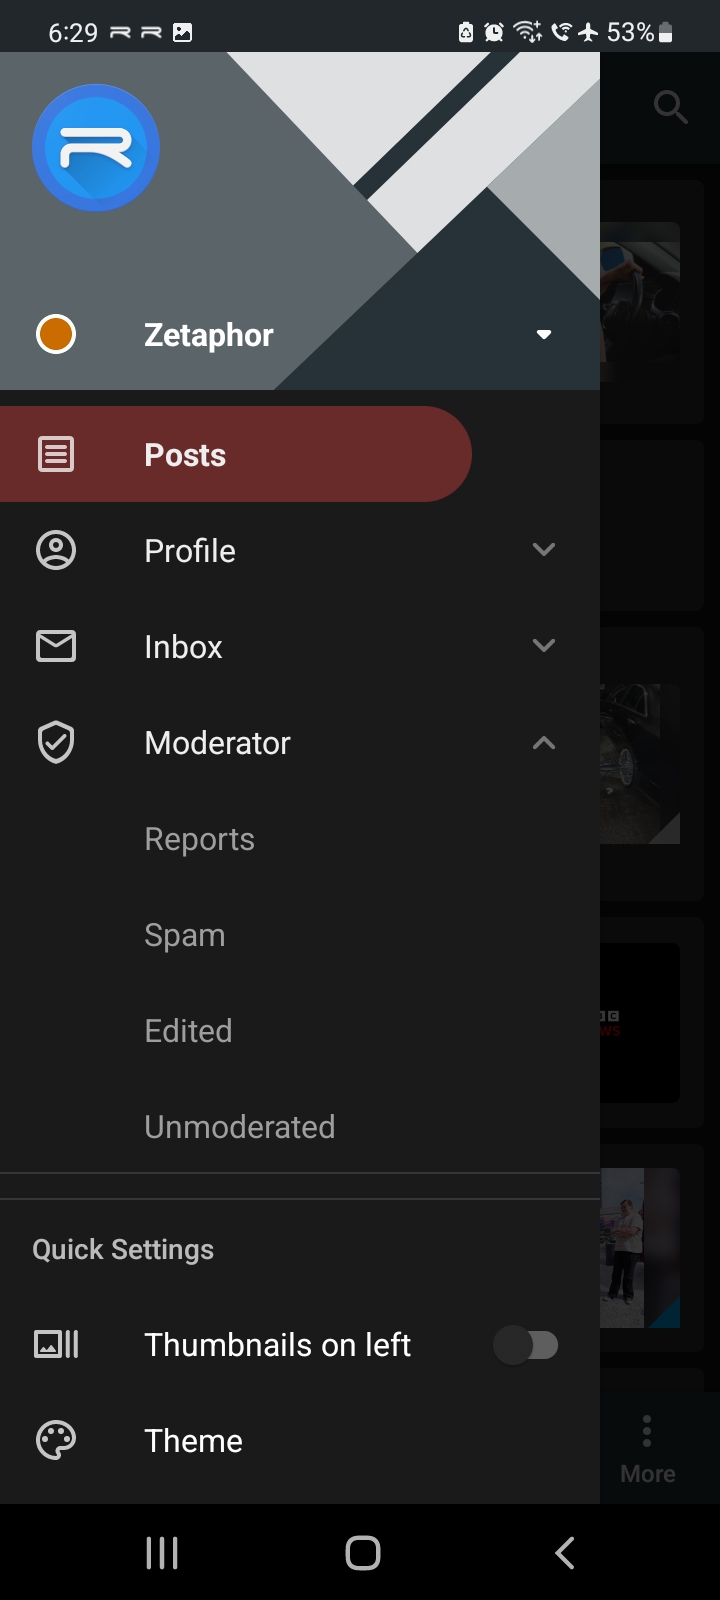 6:29
53%
Zetaphor
Posts
Profile
Inbox
Moderator
Reports
Spam
Edited
Unmoderated
Quick Settings
Thumbnails on left
Theme
More